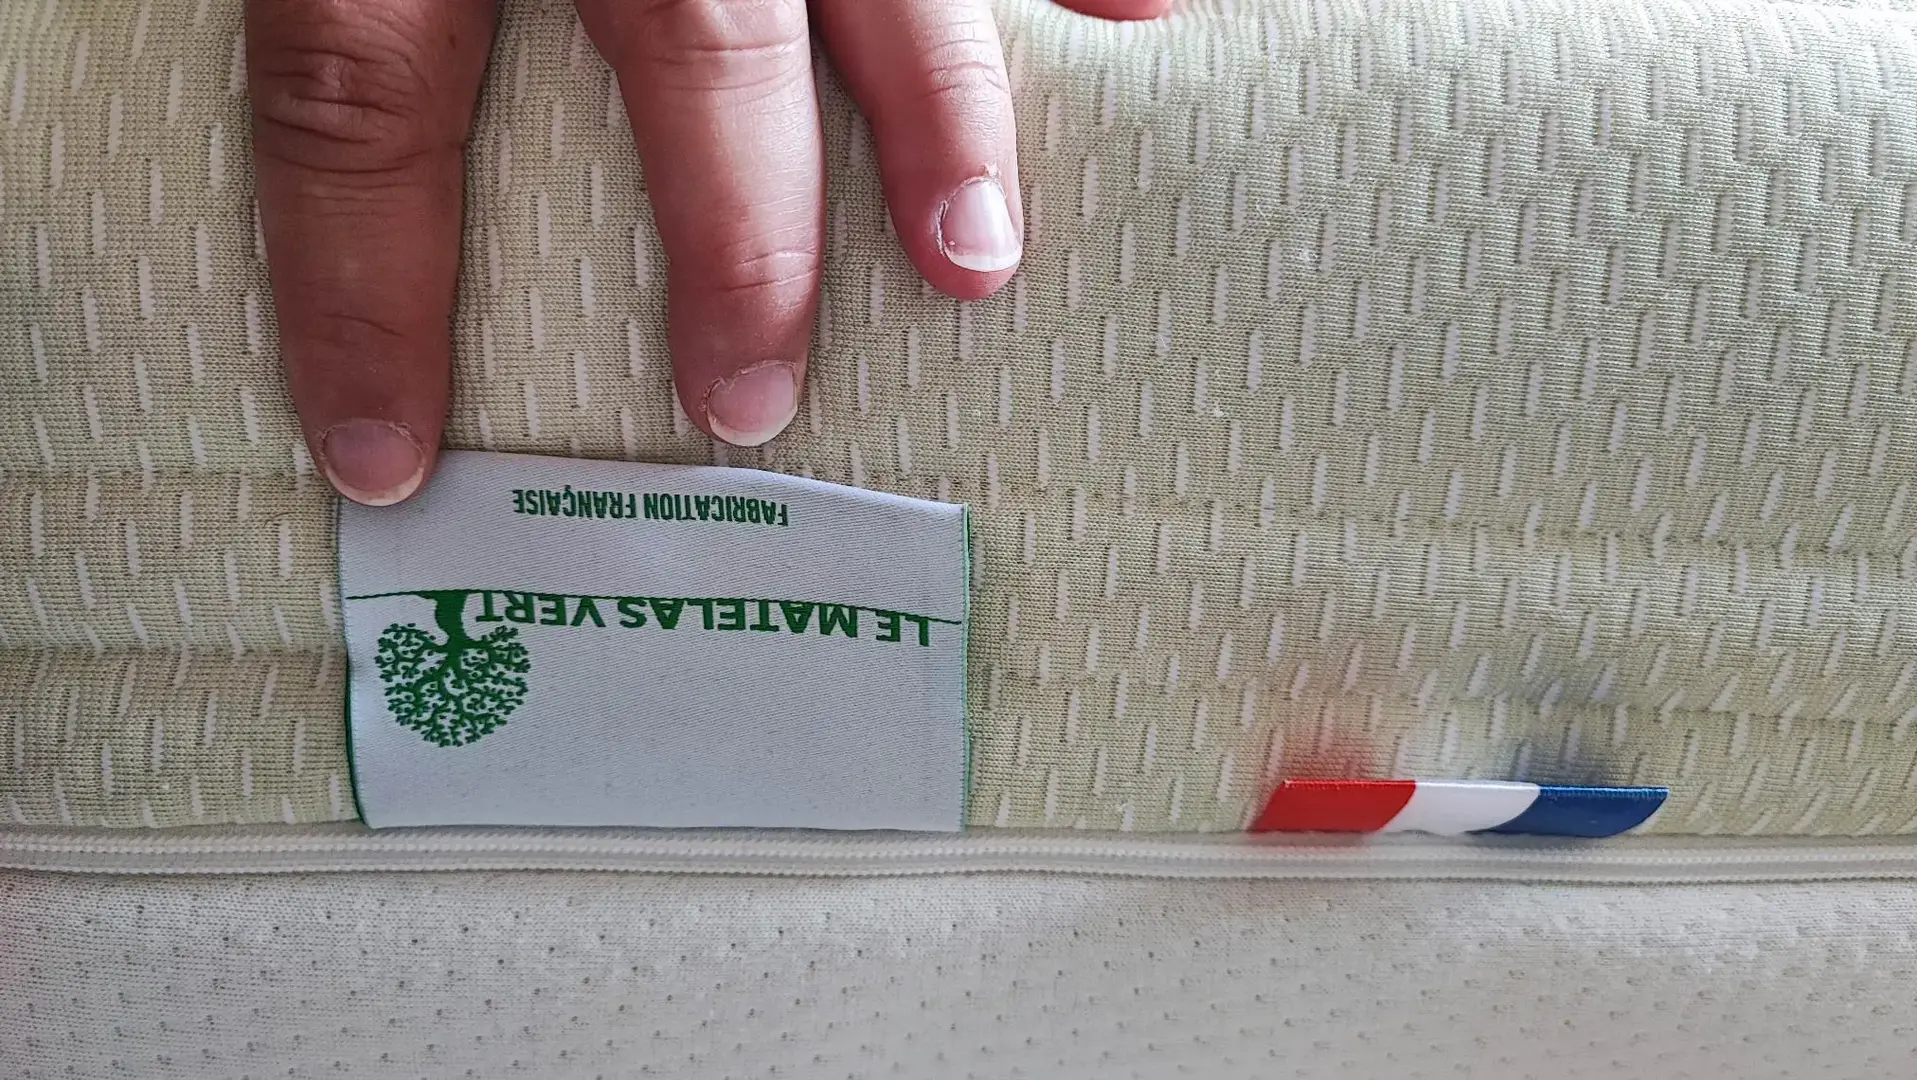 LE MATELAS VERT
FABRICATION FRANÇAISE